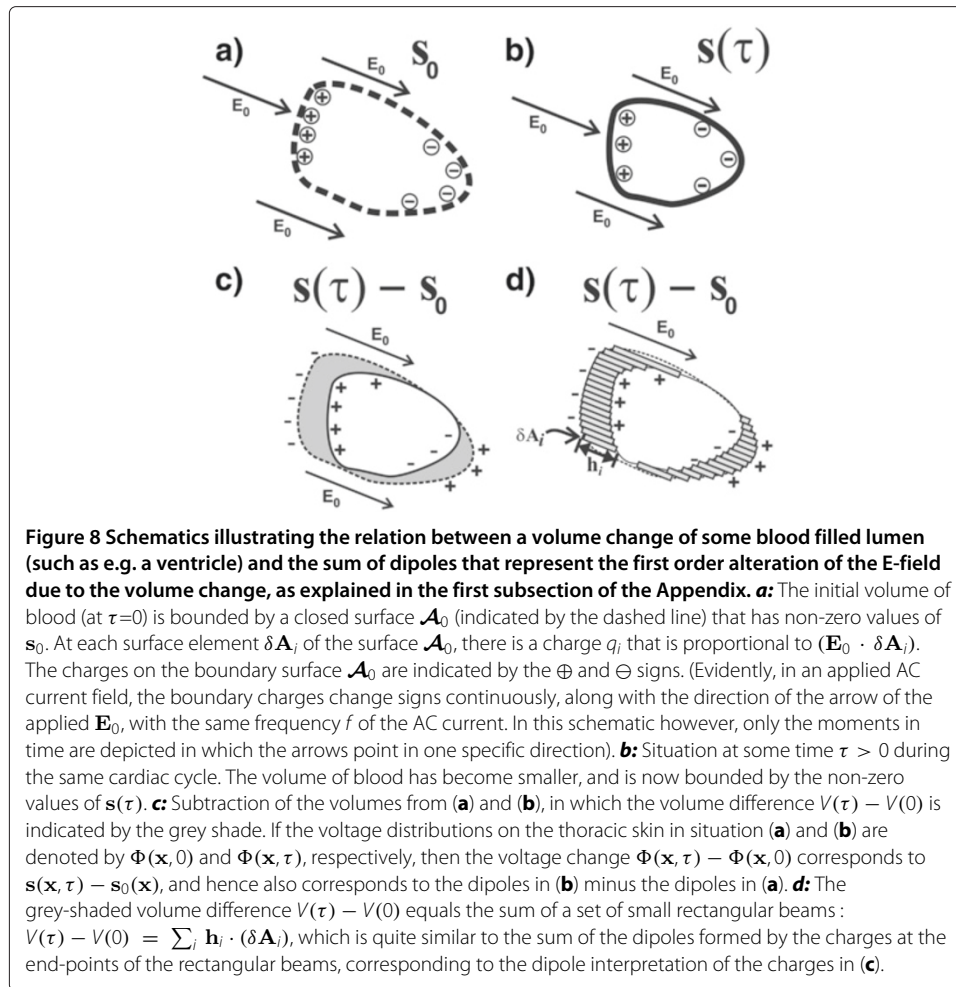 a) S₀
E₀
E₀
⊕ ⊕ ⊕ ⊕
⊖ ⊖ ⊖ ⊖
E₀
b) s(τ)
E₀
E₀
⊕ ⊕ ⊕
⊖ ⊖ ⊖
E₀
c) s(τ) − S₀
E₀
E₀
d) s(τ) − S₀
E₀
δAᵢ
hᵢ
Figure 8 Schematics illustrating the relation between a volume change of some blood filled lumen
(such as e.g. a ventricle) and the sum of dipoles that represent the first order alteration of the E-field
due to the volume change, as explained in the first subsection of the Appendix. a: The initial volume of
blood (at τ=0) is bounded by a closed surface 𝓐₀ (indicated by the dashed line) that has non-zero values of
s₀. At each surface element δAᵢ of the surface 𝓐₀, there is a charge qᵢ that is proportional to (E₀ · δAᵢ).
The charges on the boundary surface 𝓐₀ are indicated by the ⊕ and ⊖ signs. (Evidently, in an applied AC
current field, the boundary charges change signs continuously, along with the direction of the arrow of the
applied E₀, with the same frequency f of the AC current. In this schematic however, only the moments in
time are depicted in which the arrows point in one specific direction). b: Situation at some time τ > 0 during
the same cardiac cycle. The volume of blood has become smaller, and is now bounded by the non-zero
values of s(τ). c: Subtraction of the volumes from (a) and (b), in which the volume difference V(τ) − V(0) is
indicated by the grey shade. If the voltage distributions on the thoracic skin in situation (a) and (b) are
denoted by Φ(x, 0) and Φ(x, τ), respectively, then the voltage change Φ(x, τ) − Φ(x, 0) corresponds to
s(x, τ) − s₀(x), and hence also corresponds to the dipoles in (b) minus the dipoles in (a). d: The
grey-shaded volume difference V(τ) − V(0) equals the sum of a set of small rectangular beams :
V(τ) − V(0) = ∑ᵢ hᵢ · (δAᵢ), which is quite similar to the sum of the dipoles formed by the charges at the
end-points of the rectangular beams, corresponding to the dipole interpretation of the charges in (c).